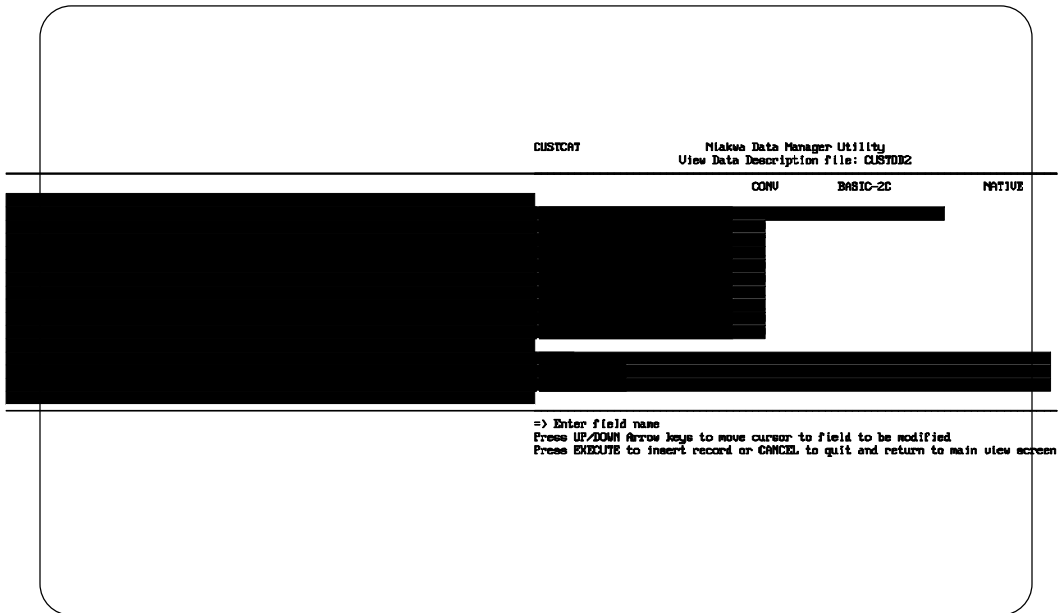 CUSTCAT Niakwa Data Manager Utility
View Data Description file: CUSTDB2
CONV BASIC-2C NATIVE
=> Enter field name
Press UP/DOWN Arrow keys to move cursor to field to be modified
Press EXECUTE to insert record or CANCEL to quit and return to main view screen